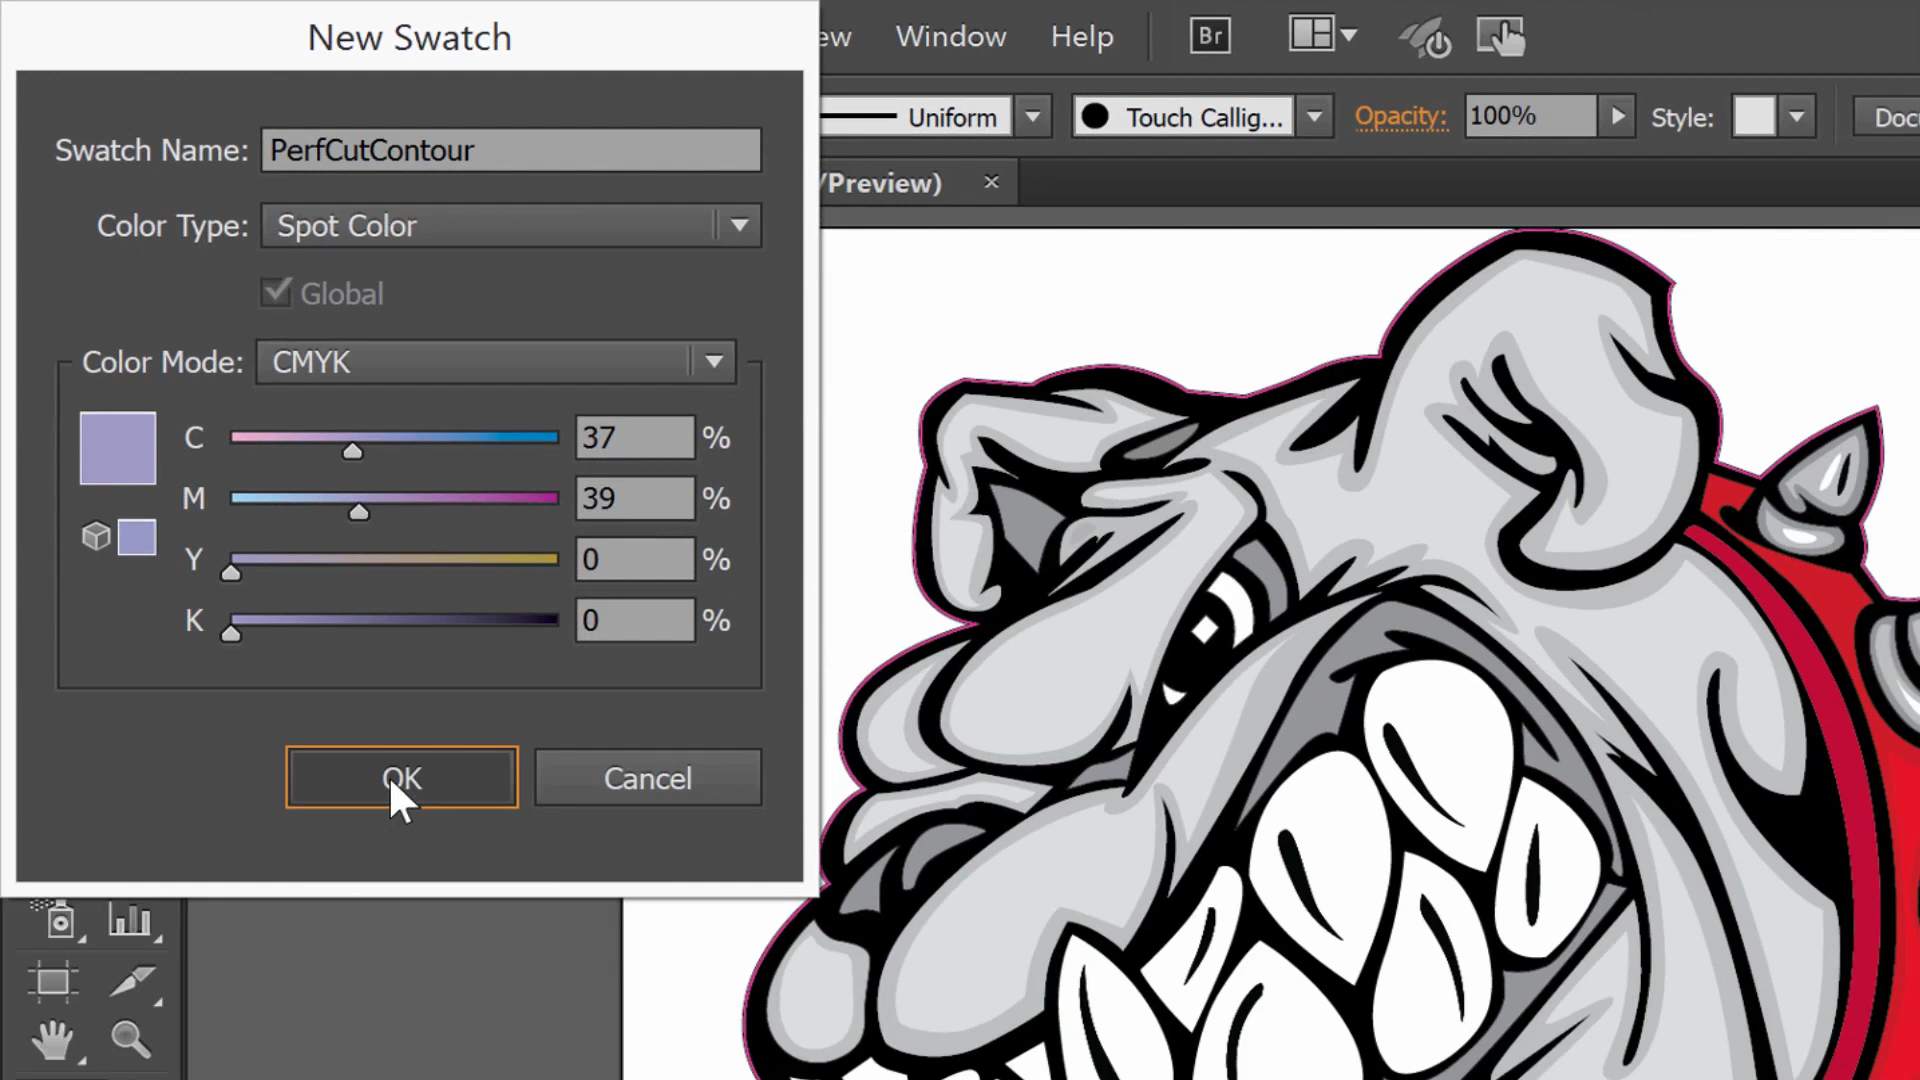 New Swatch
Swatch Name: PerfCutContour
Color Type: Spot Color
Global
Color Mode: CMYK
C 37 %
M 39 %
Y 0 %
K 0 %
OK
Cancel
ew Window Help Br
Uniform Touch Callig... Opacity: 100% Style: Docu
/Preview) ×